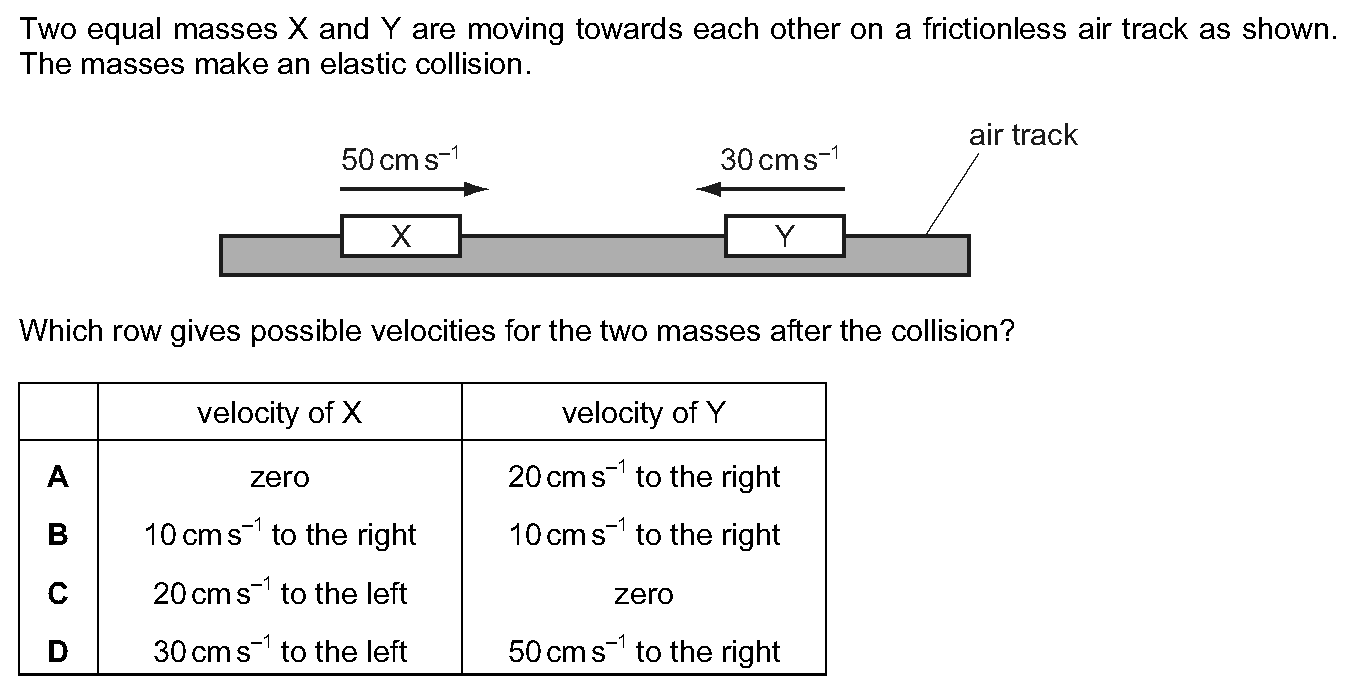 Two equal masses X and Y are moving towards each other on a frictionless air track as shown.
The masses make an elastic collision.
air track
50 cm s⁻¹ 30 cm s⁻¹
X Y
Which row gives possible velocities for the two masses after the collision?
velocity of X velocity of Y
A zero 20 cm s⁻¹ to the right
B 10 cm s⁻¹ to the right 10 cm s⁻¹ to the right
C 20 cm s⁻¹ to the left zero
D 30 cm s⁻¹ to the left 50 cm s⁻¹ to the right